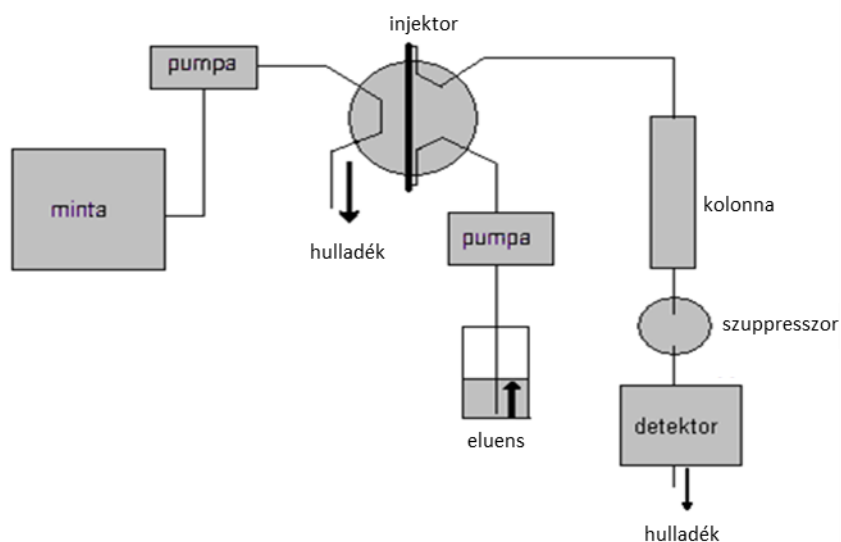 injektor
pumpa
minta
hulladék
pumpa
kolonna
szuppresszor
eluens
detektor
hulladék